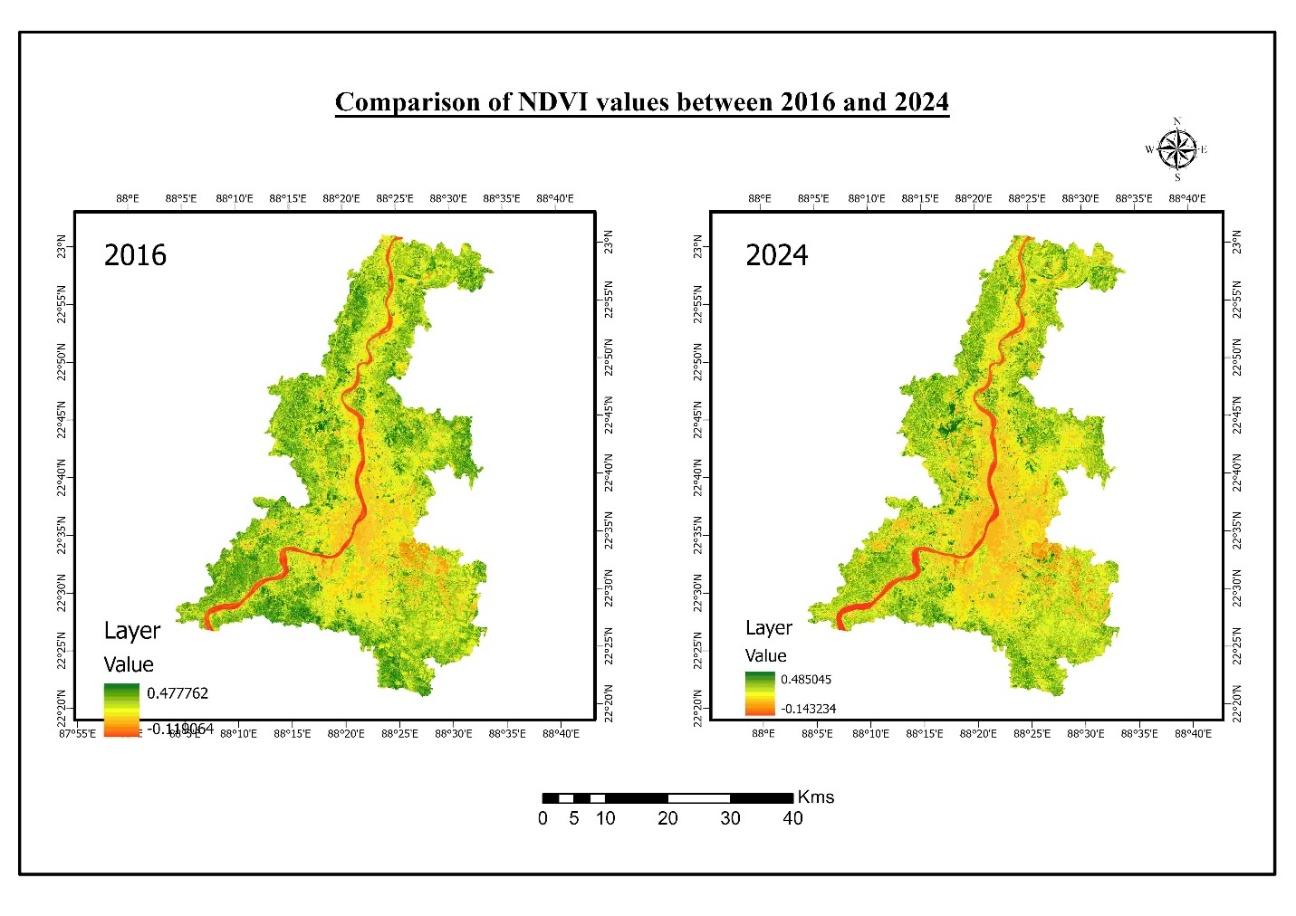 Comparison of NDVI values between 2016 and 2024
N
W E
S
88°E 88°5'E 88°10'E 88°15'E 88°20'E 88°25'E 88°30'E 88°35'E 88°40'E
88°E 88°5'E 88°10'E 88°15'E 88°20'E 88°25'E 88°30'E 88°35'E 88°40'E
2016
23°N
22°55'N
22°50'N
22°45'N
22°40'N
22°35'N
22°30'N
22°25'N
22°20'N
23°N
22°55'N
22°50'N
22°45'N
22°40'N
22°35'N
22°30'N
22°25'N
22°20'N
Layer
Value
0.477762
-0.119064
87°55'E 88°5'E 88°10'E 88°15'E 88°20'E 88°25'E 88°30'E 88°35'E 88°40'E
2024
23°N
22°55'N
22°50'N
22°45'N
22°40'N
22°35'N
22°30'N
22°25'N
22°20'N
23°N
22°55'N
22°50'N
22°45'N
22°40'N
22°35'N
22°30'N
22°25'N
22°20'N
Layer
Value
0.485045
-0.143234
88°E 88°5'E 88°10'E 88°15'E 88°20'E 88°25'E 88°30'E 88°35'E 88°40'E
Kms
0 5 10 20 30 40